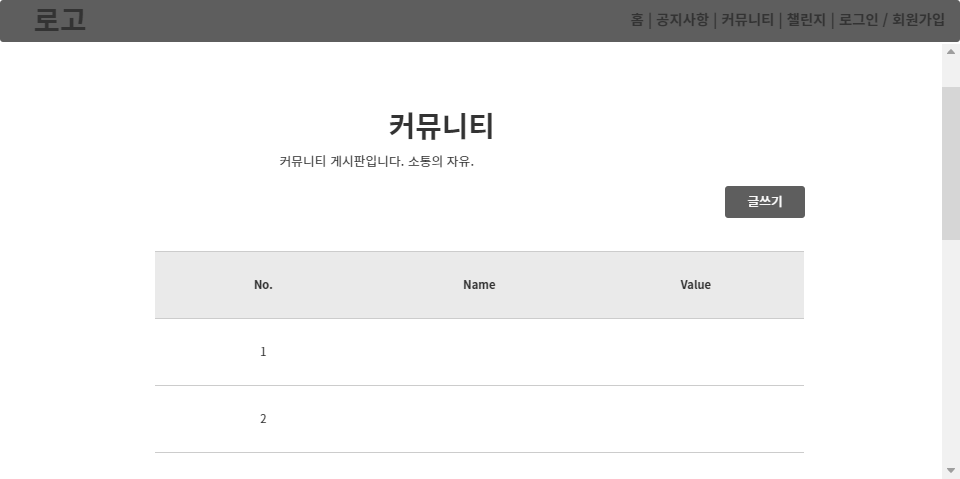 로고
홈 | 공지사항 | 커뮤니티 | 챌린지 | 로그인 / 회원가입
커뮤니티
커뮤니티 게시판입니다. 소통의 자유.
글쓰기
No. Name Value
1
2